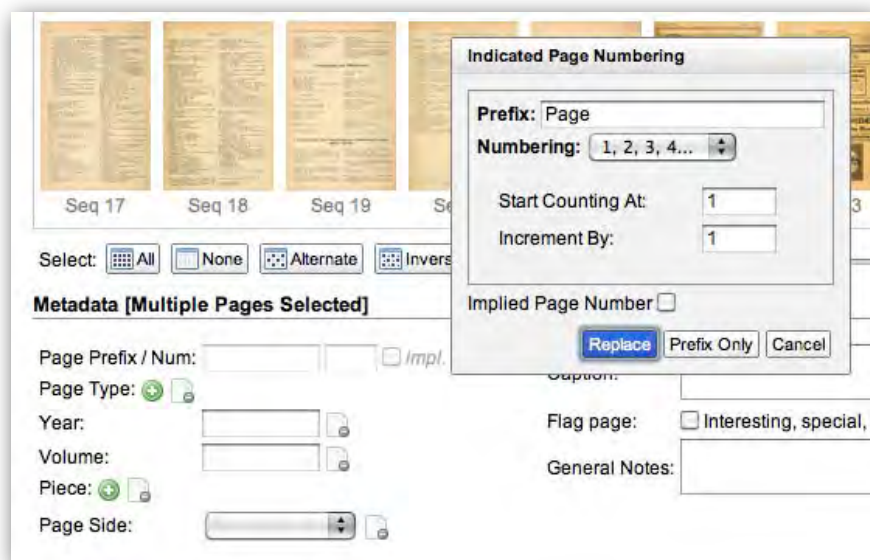 Indicated Page Numbering
Prefix: Page
Numbering: 1, 2, 3, 4...
Start Counting At: 1
Increment By: 1
Implied Page Number
Replace Prefix Only Cancel
Seq 17 Seq 18 Seq 19 Se 3
Select: All None Alternate Invers
Metadata [Multiple Pages Selected]
Page Prefix / Num: Impl.
Page Type:
Year:
Volume:
Piece:
Page Side:
Caption:
Flag page: Interesting, special,
General Notes: